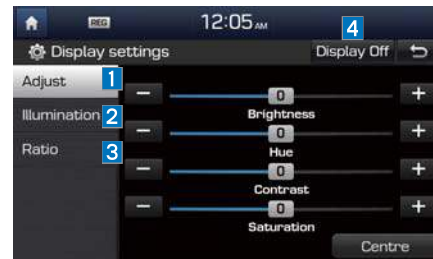 REG 12:05 AM
4
Display settings Display Off
Adjust 1
0
Brightness
Illumination 2
0
Hue
Ratio 3
0
Contrast
0
Saturation
Centre